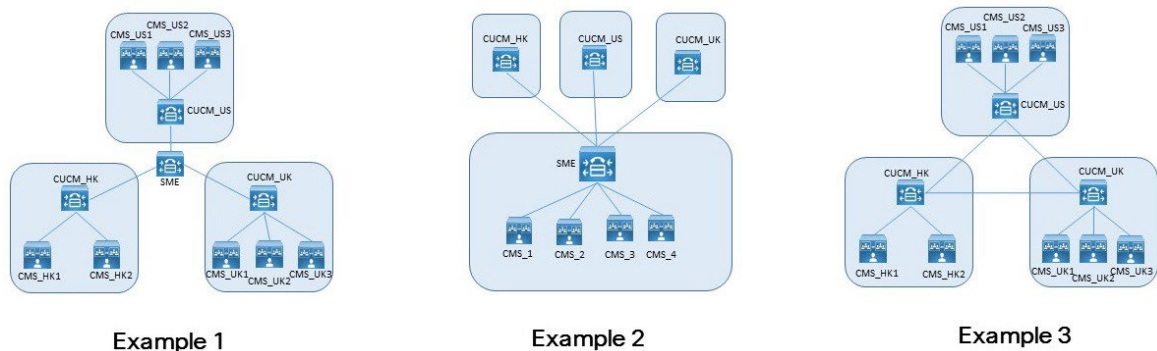 CMS_US2
CMS_US1
CMS_US3
CUCM_US
SME
CUCM_HK
CUCM_UK
CMS_HK1
CMS_HK2
CMS_UK1
CMS_UK2
CMS_UK3
Example 1
CUCM_HK
CUCM_US
CUCM_UK
SME
CMS_1
CMS_2
CMS_3
CMS_4
Example 2
CMS_US2
CMS_US1
CMS_US3
CUCM_US
CUCM_HK
CUCM_UK
CMS_HK1
CMS_HK2
CMS_UK1
CMS_UK2
CMS_UK3
Example 3